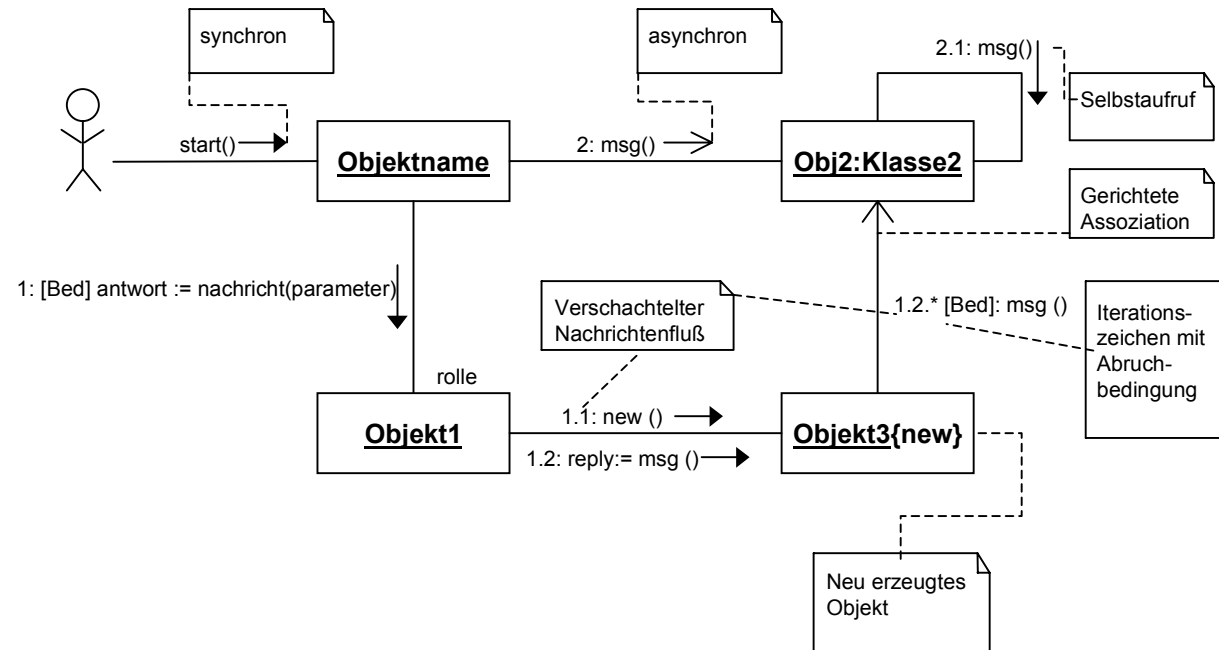 synchron
asynchron
2.1: msg()
Selbstaufruf
start()
Objektname
2: msg()
Obj2:Klasse2
Gerichtete
Assoziation
1: [Bed] antwort := nachricht(parameter)
Verschachtelter
Nachrichtenfluß
1.2.* [Bed]: msg ()
Iterations-
zeichen mit
Abruch-
bedingung
rolle
Objekt1
1.1: new ()
Objekt3{new}
1.2: reply:= msg ()
Neu erzeugtes
Objekt